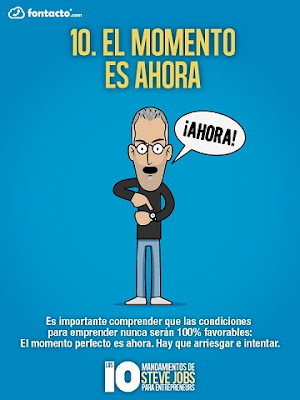 fontacto.com
10. EL MOMENTO
ES AHORA
¡AHORA!
Es importante comprender que las condiciones
para emprender nunca serán 100% favorables:
El momento perfecto es ahora. Hay que arriesgar e intentar.
LOS 10 MANDAMIENTOS DE
STEVE JOBS
PARA ENTREPRENEURS